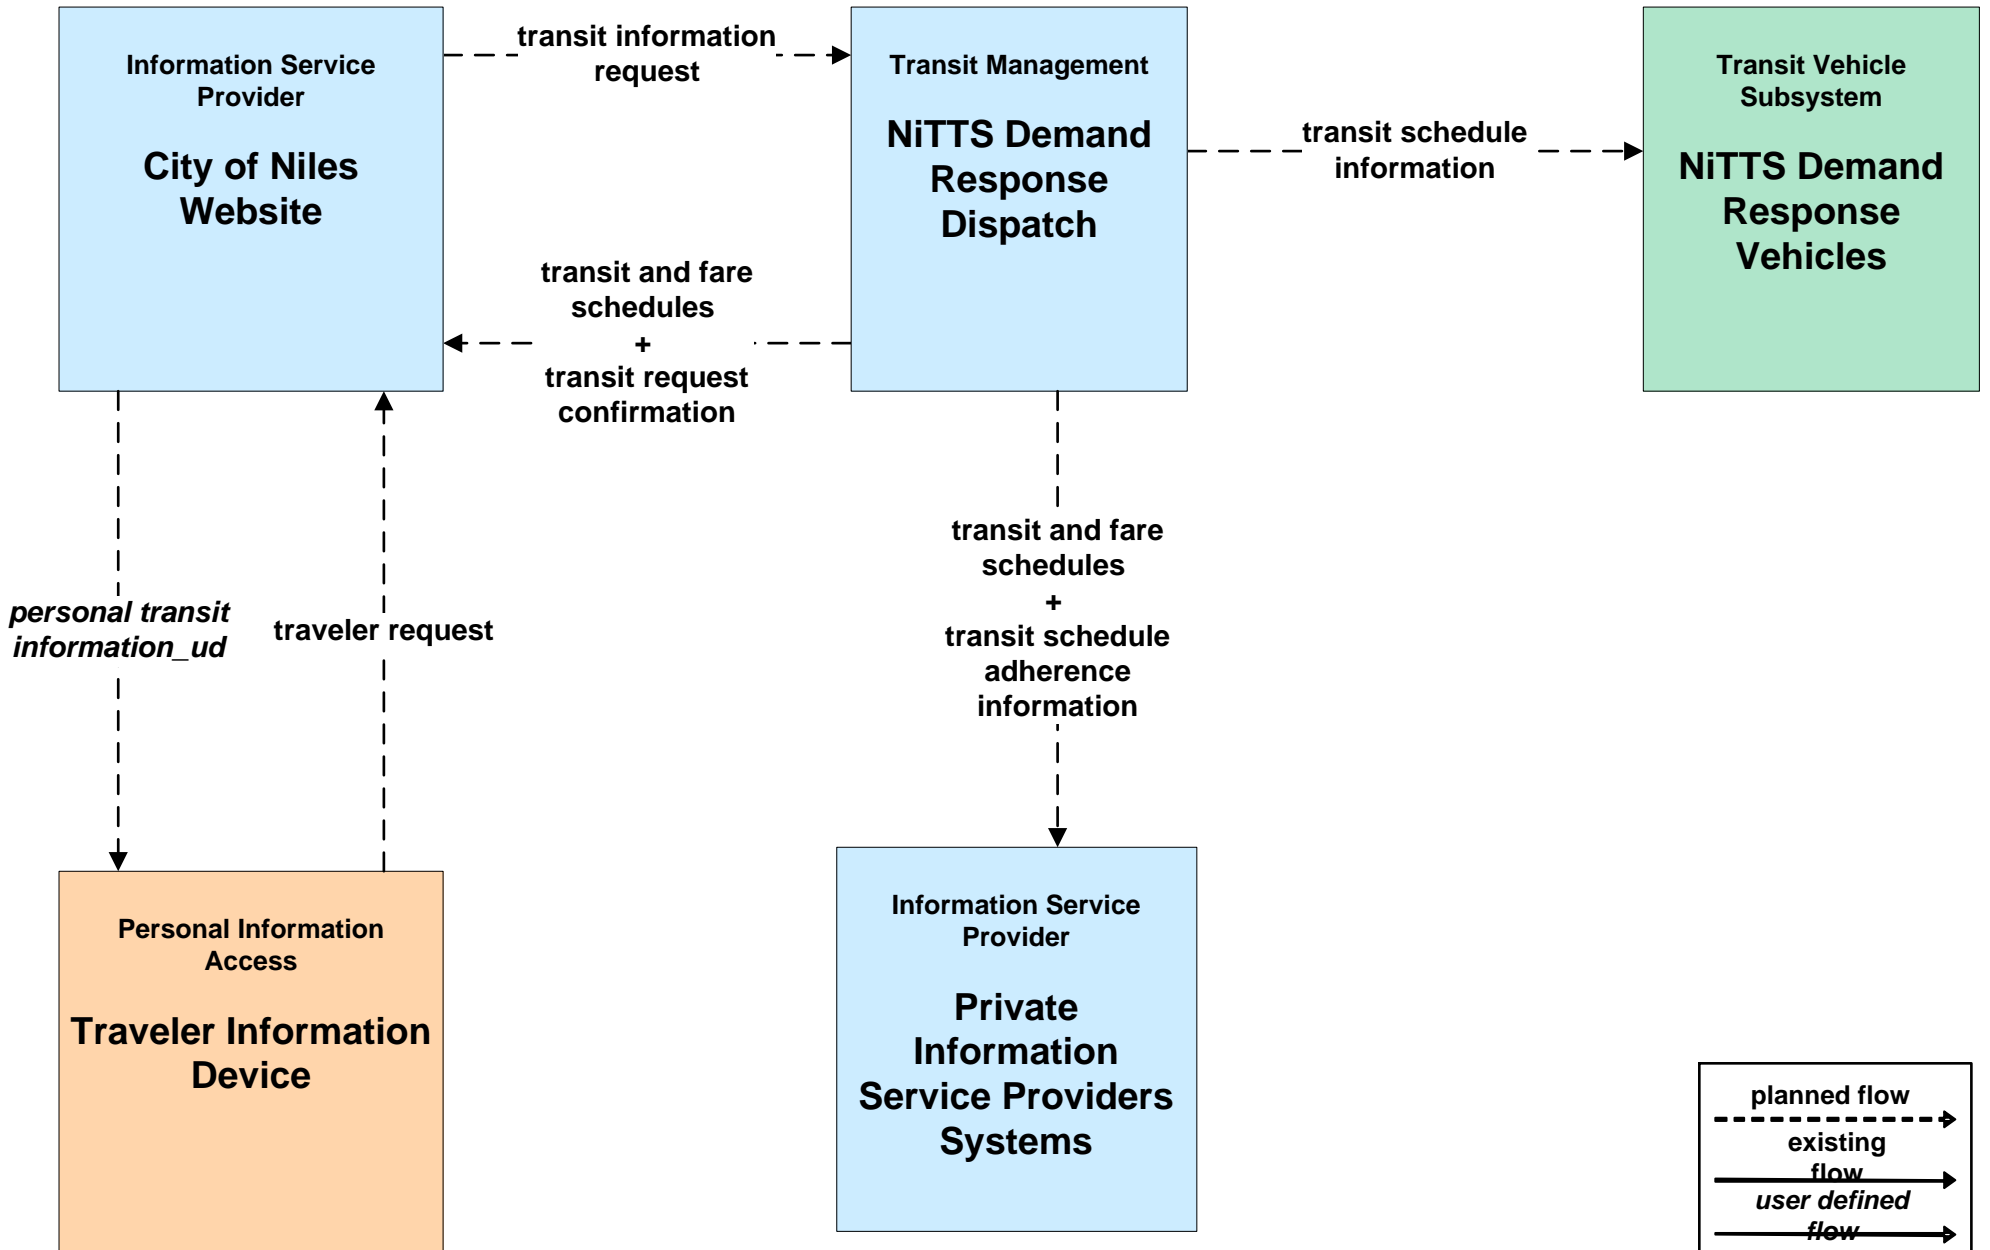 Information Service
Provider
City of Niles
Website
transit information
request
Transit Management
NiTTS Demand
Response
Dispatch
transit schedule
information
Transit Vehicle
Subsystem
NiTTS Demand
Response
Vehicles
transit and fare
schedules
+
transit request
confirmation
personal transit
information_ud
traveler request
transit and fare
schedules
+
transit schedule
adherence
information
Personal Information
Access
Traveler Information
Device
Information Service
Provider
Private
Information
Service Providers
Systems
planned flow
existing
flow
user defined
flow